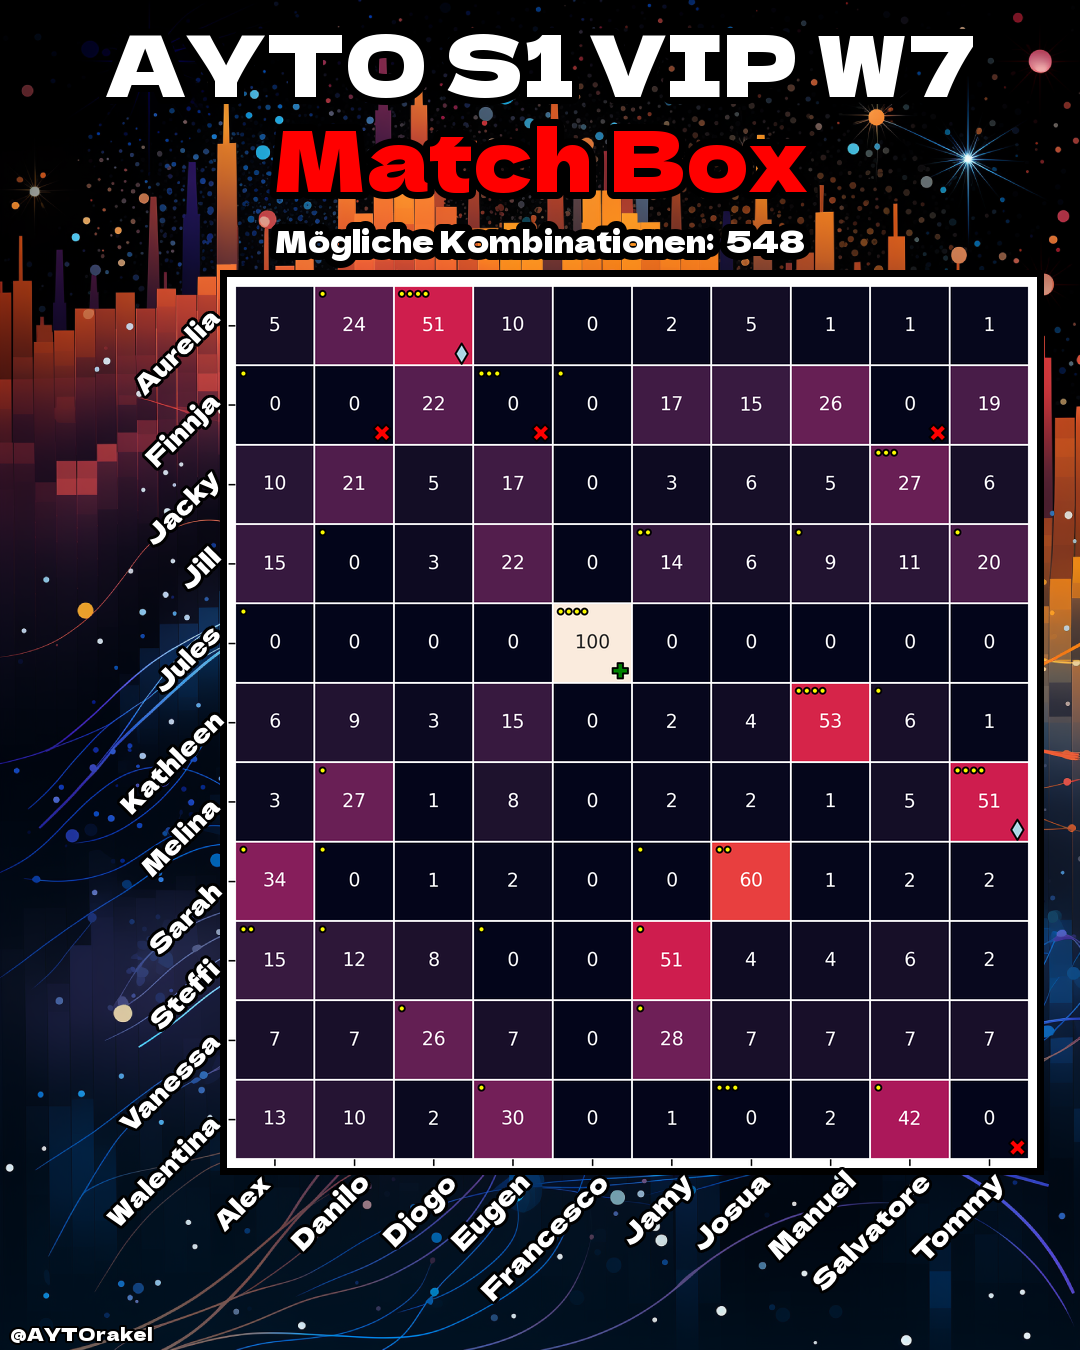 AYTO S1 VIP W7
Match Box
Mögliche Kombinationen: 548
Aurelia 5 24 51 10 0 2 5 1 1 1
Finnja 0 0 22 0 0 17 15 26 0 19
Jacky 10 21 5 17 0 3 6 5 27 6
Jill 15 0 3 22 0 14 6 9 11 20
Jules 0 0 0 0 100 0 0 0 0 0
Kathleen 6 9 3 15 0 2 4 53 6 1
Melina 3 27 1 8 0 2 2 1 5 51
Sarah 34 0 1 2 0 0 60 1 2 2
Steffi 15 12 8 0 0 51 4 4 6 2
Vanessa 7 7 26 7 0 28 7 7 7 7
Walentina 13 10 2 30 0 1 0 2 42 0
Alex Danilo Diogo Eugen Francesco Jamy Josua Manuel Salvatore Tommy
@AYTOrakel